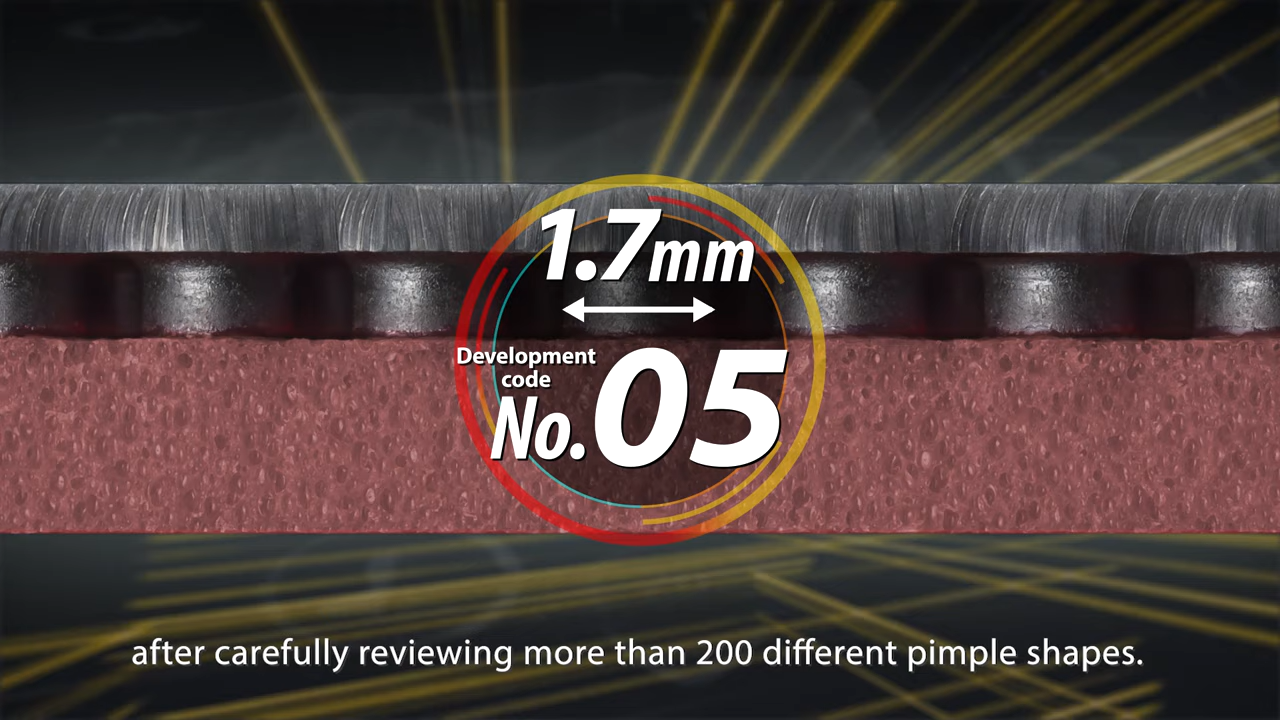 1.7mm
Development
code
No.05
after carefully reviewing more than 200 different pimple shapes.